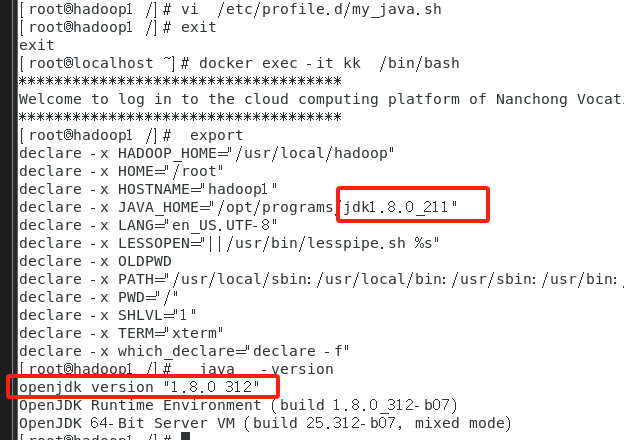 [root@hadoop1 /]# vi /etc/profile.d/my_java.sh
[root@hadoop1 /]# exit
exit
[root@localhost ~]# docker exec -it kk /bin/bash
************************************
Welcome to log in to the cloud computing platform of Nanchong Vocati
************************************
[root@hadoop1 /]# export
declare -x HADOOP_HOME="/usr/local/hadoop"
declare -x HOME="/root"
declare -x HOSTNAME="hadoop1"
declare -x JAVA_HOME="/opt/programs/jdk1.8.0_211"
declare -x LANG="en_US.UTF-8"
declare -x LESSOPEN="||/usr/bin/lesspipe.sh %s"
declare -x OLDPWD
declare -x PATH="/usr/local/sbin:/usr/local/bin:/usr/sbin:/usr/bin:
declare -x PWD="/"
declare -x SHLVL="1"
declare -x TERM="xterm"
declare -x which_declare="declare -f"
[root@hadoop1 /]# java -version
openjdk version "1.8.0_312"
OpenJDK Runtime Environment (build 1.8.0_312-b07)
OpenJDK 64-Bit Server VM (build 25.312-b07, mixed mode)
[root@hadoop1 /]#